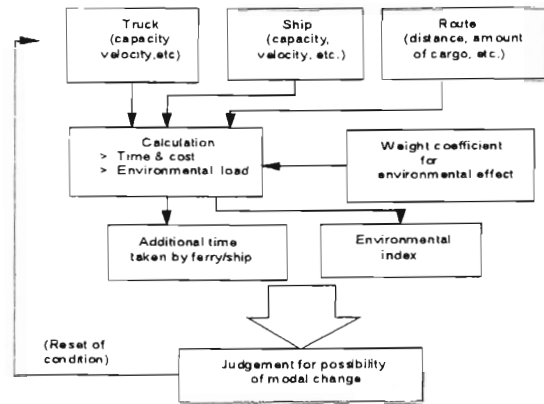 Truck
(capacity
velocity,etc)
Ship
(capacity,
velocity, etc.)
Route
(distance, amount
of cargo, etc.)
Calculation
> Time & cost
> Environmental load
Weight coefficient
for
environmental effect
Additional time
taken by ferry/ship
Environmental
index
(Reset of
condition)
Judgement for possibility
of modal change